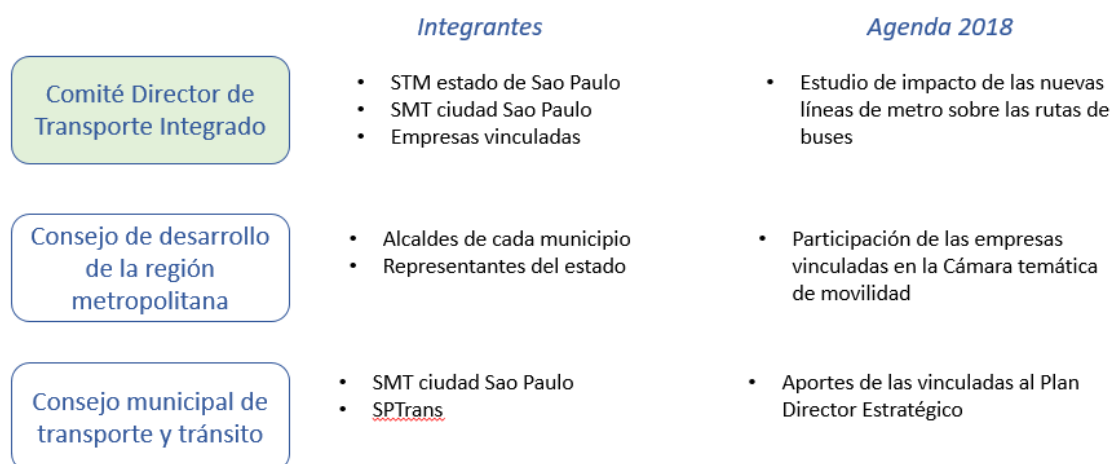 Integrantes
Agenda 2018
Comité Director de
Transporte Integrado
• STM estado de Sao Paulo
• SMT ciudad Sao Paulo
• Empresas vinculadas
• Estudio de impacto de las nuevas
líneas de metro sobre las rutas de
buses
Consejo de desarrollo
de la región
metropolitana
• Alcaldes de cada municipio
• Representantes del estado
• Participación de las empresas
vinculadas en la Cámara temática
de movilidad
Consejo municipal de
transporte y tránsito
• SMT ciudad Sao Paulo
• SPTrans
• Aportes de las vinculadas al Plan
Director Estratégico